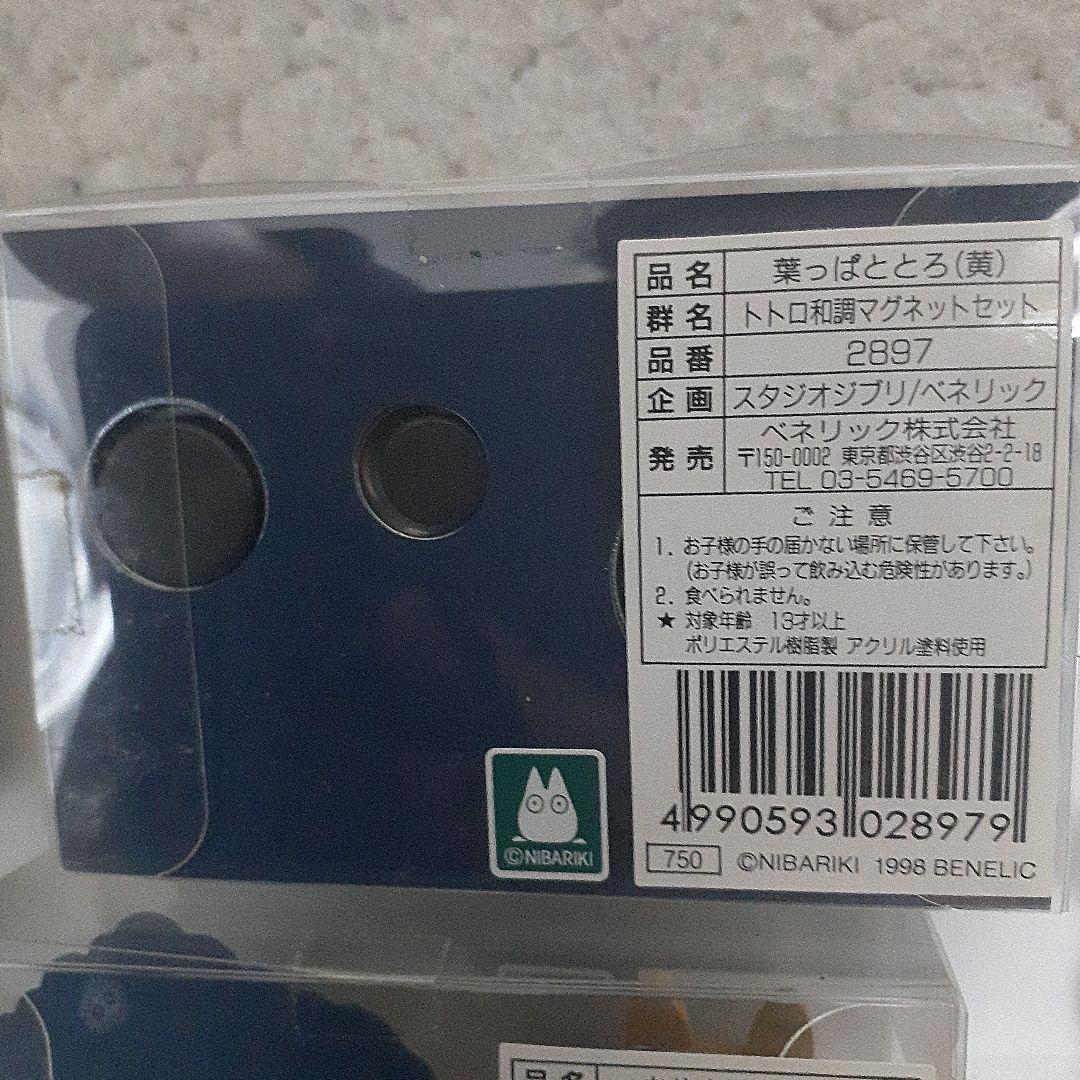 品名 葉っぱととろ(黄)
群名 トトロ和調マグネットセット
品番 2897
企画 スタジオジブリ/ベネリック
発売 ベネリック株式会社
〒150-0002 東京都渋谷区渋谷2-2-18
TEL 03-5469-5700
ご注意
1. お子様の手の届かない場所に保管して下さい。
(お子様が誤って飲み込む危険性があります。)
2. 食べられません。
★ 対象年齢 13才以上
ポリエステル樹脂製 アクリル塗料使用
4 990593 028979
750 ©NIBARIKI 1998 BENELIC
©NIBARIKI
品名